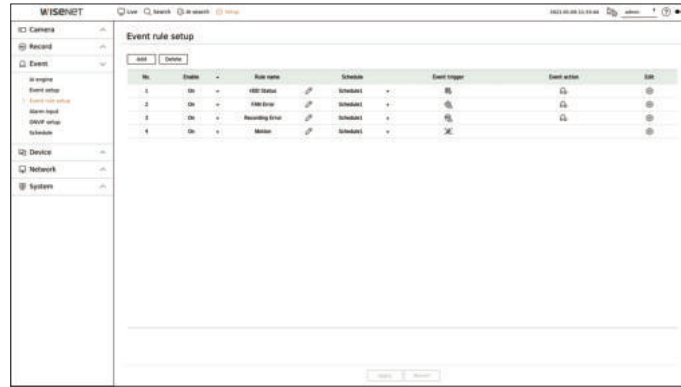 WISENET
Live Search AI search Setup
admin
Camera
Record
Event
AI engine
Event setup
Event rule setup
Alarm input
ONVIF setup
Schedule
Device
Network
System
Event rule setup
Add Delete
No. Enable Rule name Schedule Event trigger Event action Edit
1 On HDD Status Schedule1
2 On FAN Error Schedule1
3 On Recording Error Schedule1
4 On Motion Schedule1
Apply Revert